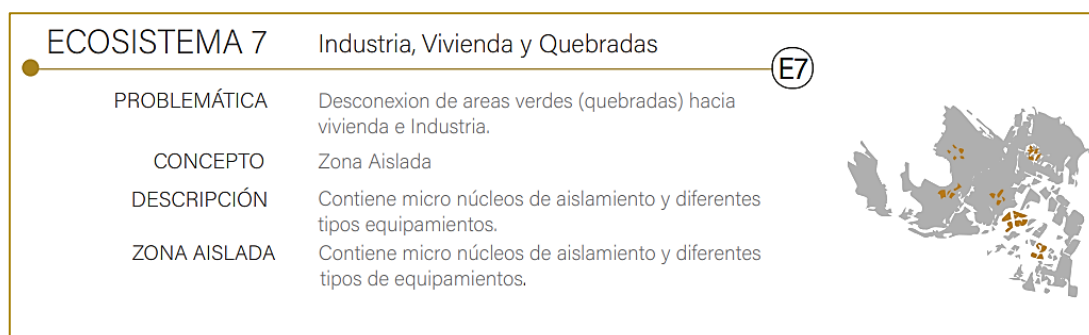 ECOSISTEMA 7 Industria, Vivienda y Quebradas
E7
PROBLEMÁTICA Desconexion de areas verdes (quebradas) hacia
vivienda e Industria.
CONCEPTO Zona Aislada
DESCRIPCIÓN Contiene micro núcleos de aislamiento y diferentes
tipos equipamientos.
ZONA AISLADA Contiene micro núcleos de aislamiento y diferentes
tipos de equipamientos.